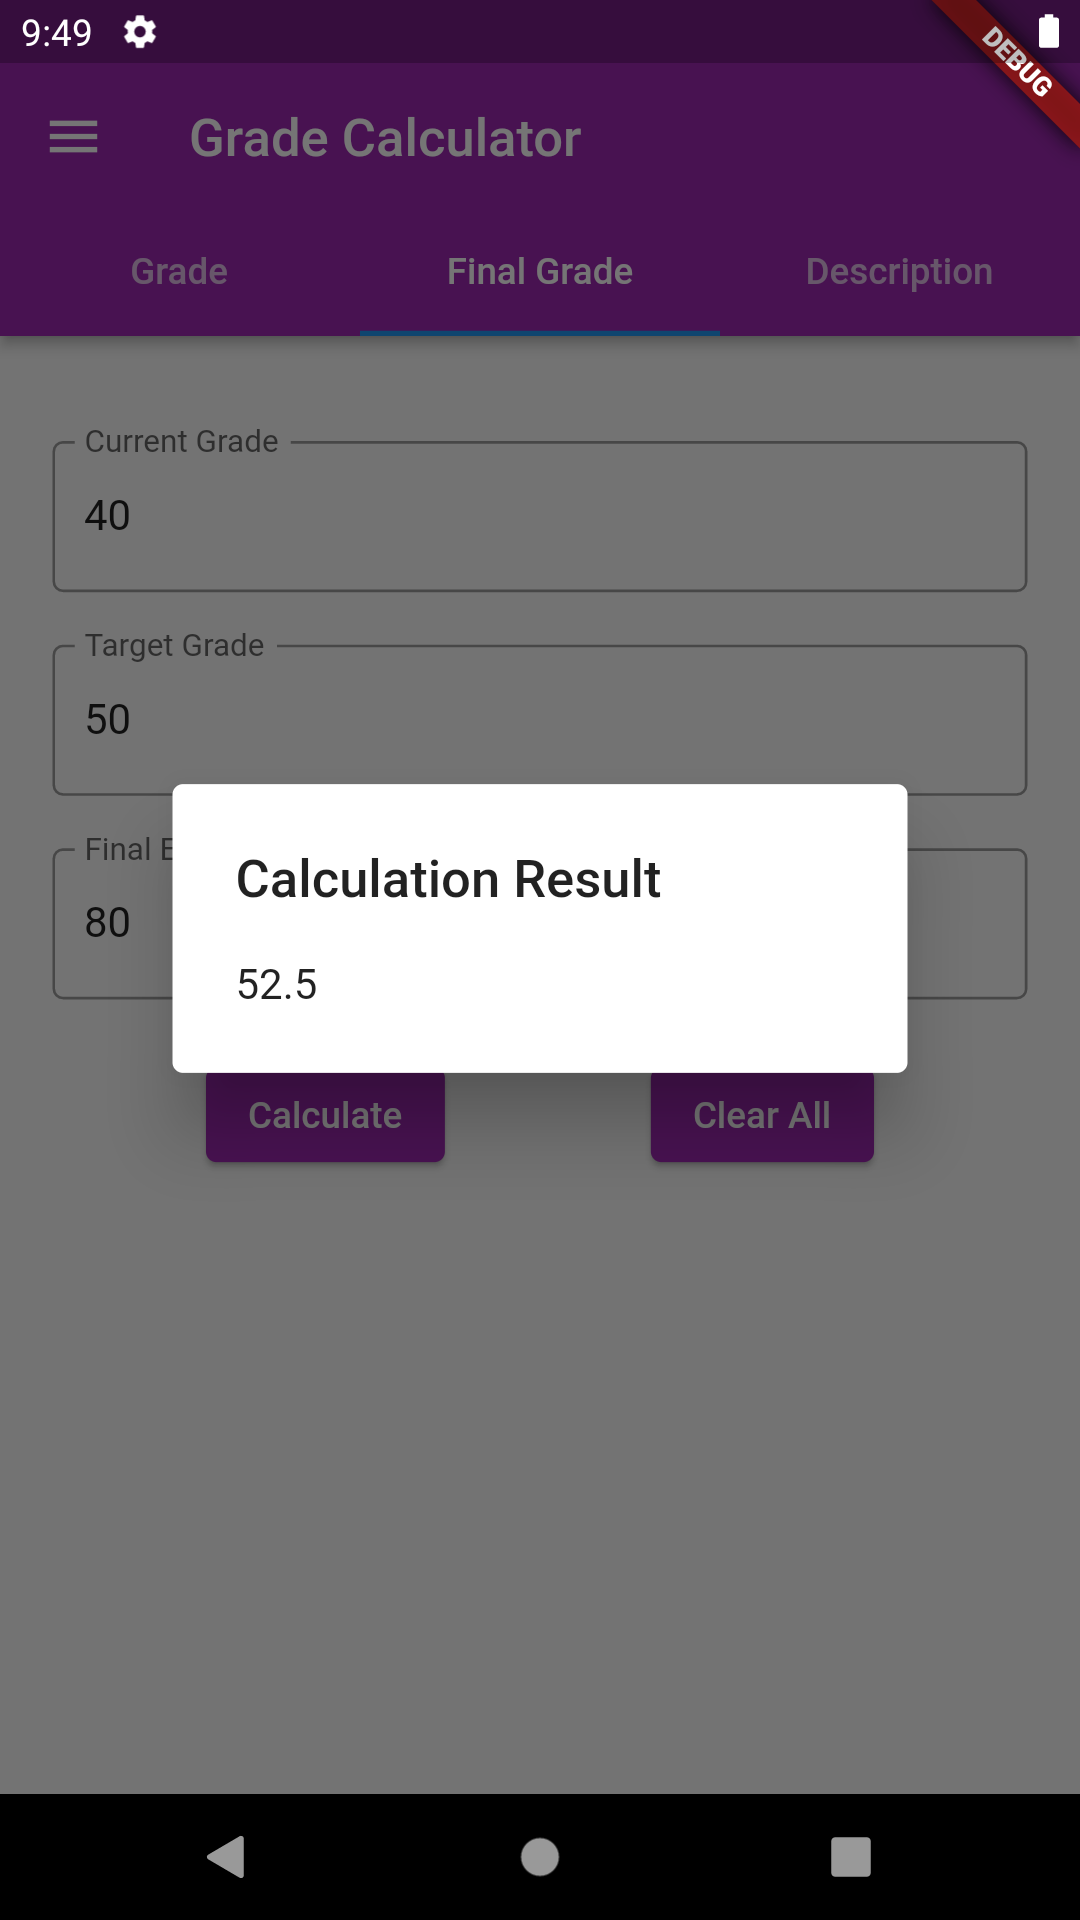 9:49
DEBUG
Grade Calculator
Grade Final Grade Description
Current Grade
40
Target Grade
50
Final
80
Calculation Result
52.5
Calculate Clear All